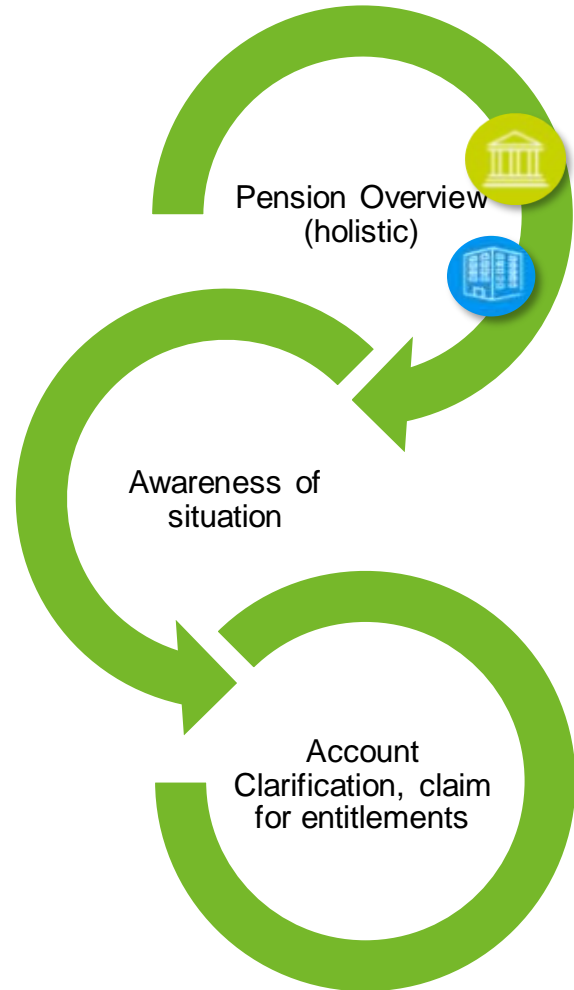 Pension Overview
(holistic)
Awareness of
situation
Account
Clarification, claim
for entitlements